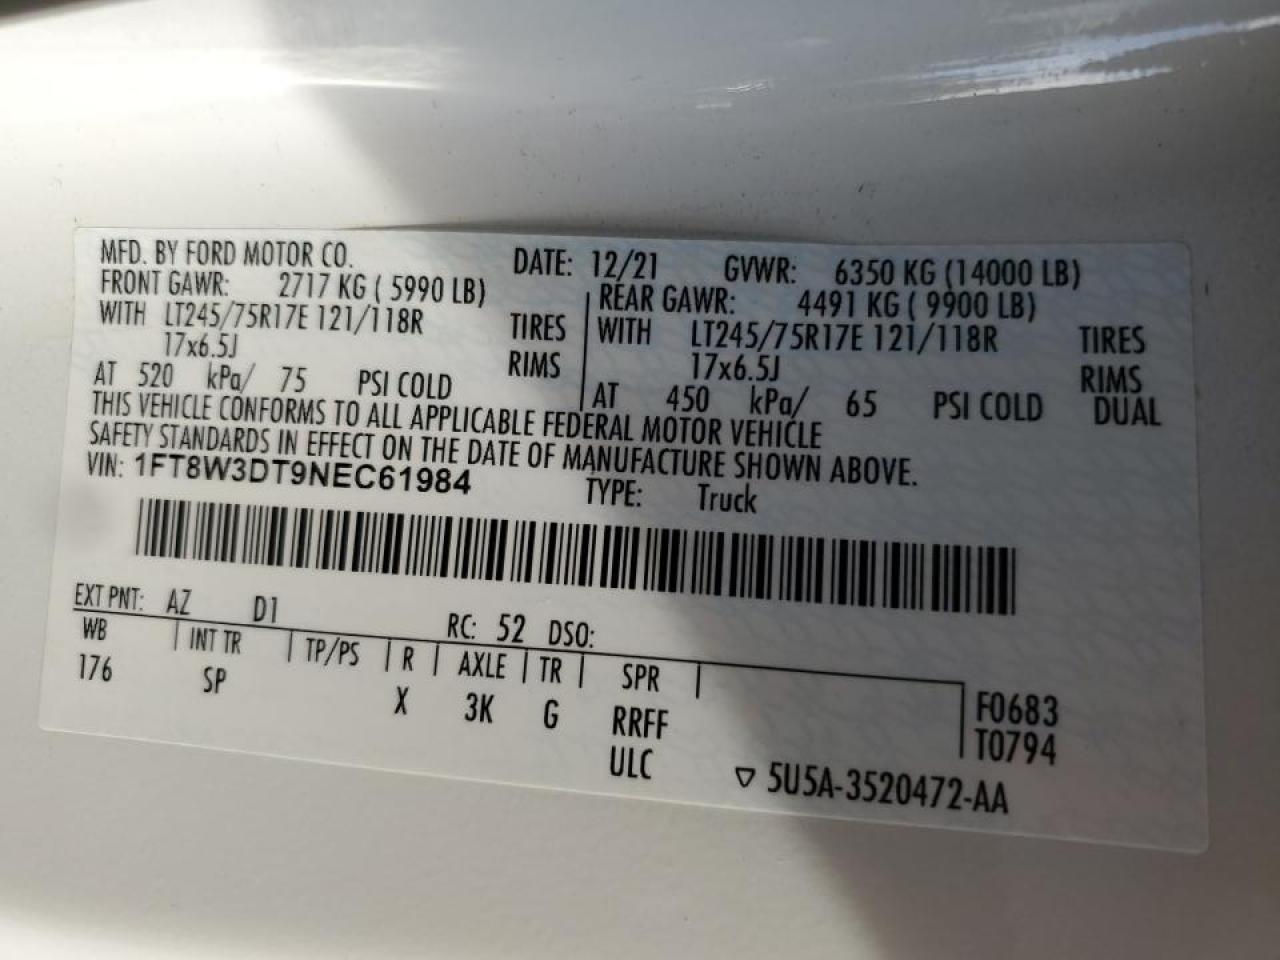 MFD. BY FORD MOTOR CO. DATE: 12/21 GVWR: 6350 KG (14000 LB)
FRONT GAWR: 2717 KG ( 5990 LB) REAR GAWR: 4491 KG ( 9900 LB)
WITH LT245/75R17E 121/118R TIRES WITH LT245/75R17E 121/118R TIRES
17x6.5J RIMS 17x6.5J RIMS
AT 520 kPa/ 75 PSI COLD AT 450 kPa/ 65 PSI COLD DUAL
THIS VEHICLE CONFORMS TO ALL APPLICABLE FEDERAL MOTOR VEHICLE
SAFETY STANDARDS IN EFFECT ON THE DATE OF MANUFACTURE SHOWN ABOVE.
VIN: 1FT8W3DT9NEC61984 TYPE: Truck
EXT PNT: AZ D1 RC: 52 DSO:
WB INT TR TP/PS R AXLE TR SPR
176 SP X 3K G RRFF F0683
ULC T0794
5U5A-3520472-AA